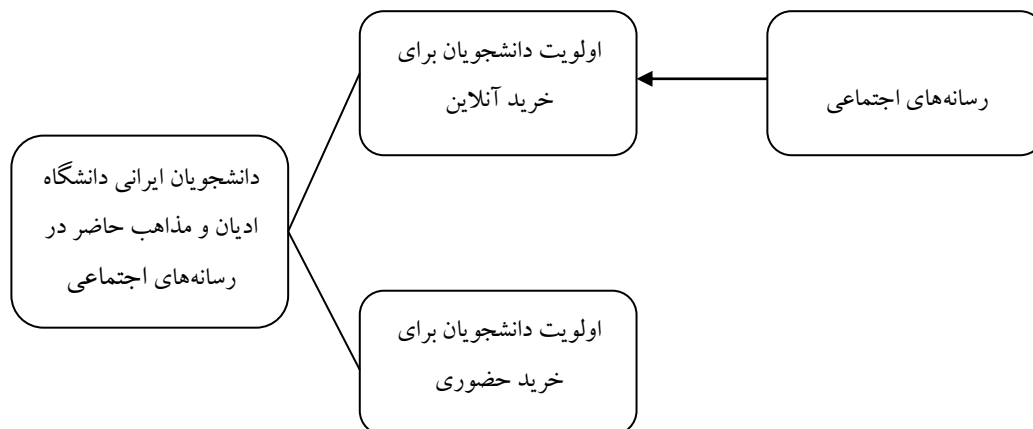 رسانه‌های اجتماعی
اولویت دانشجویان برای
خرید آنلاین
دانشجویان ایرانی دانشگاه
ادیان و مذاهب حاضر در
رسانه‌های اجتماعی
اولویت دانشجویان برای
خرید حضوری